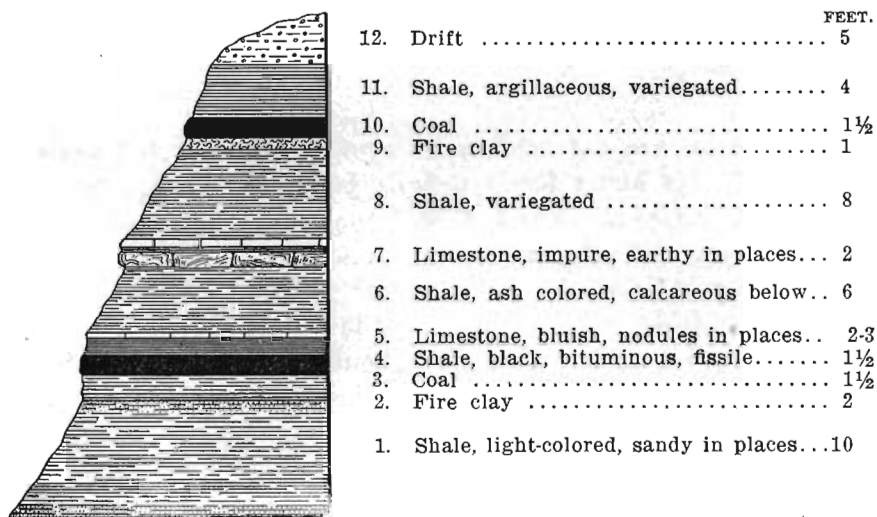 FEET.
12. Drift ............................... 5
11. Shale, argillaceous, variegated........ 4
10. Coal ................................ 1½
9. Fire clay ........................... 1
8. Shale, variegated ................... 8
7. Limestone, impure, earthy in places... 2
6. Shale, ash colored, calcareous below.. 6
5. Limestone, bluish, nodules in places.. 2-3
4. Shale, black, bituminous, fissile....... 1½
3. Coal ................................ 1½
2. Fire clay ........................... 2
1. Shale, light-colored, sandy in places...10